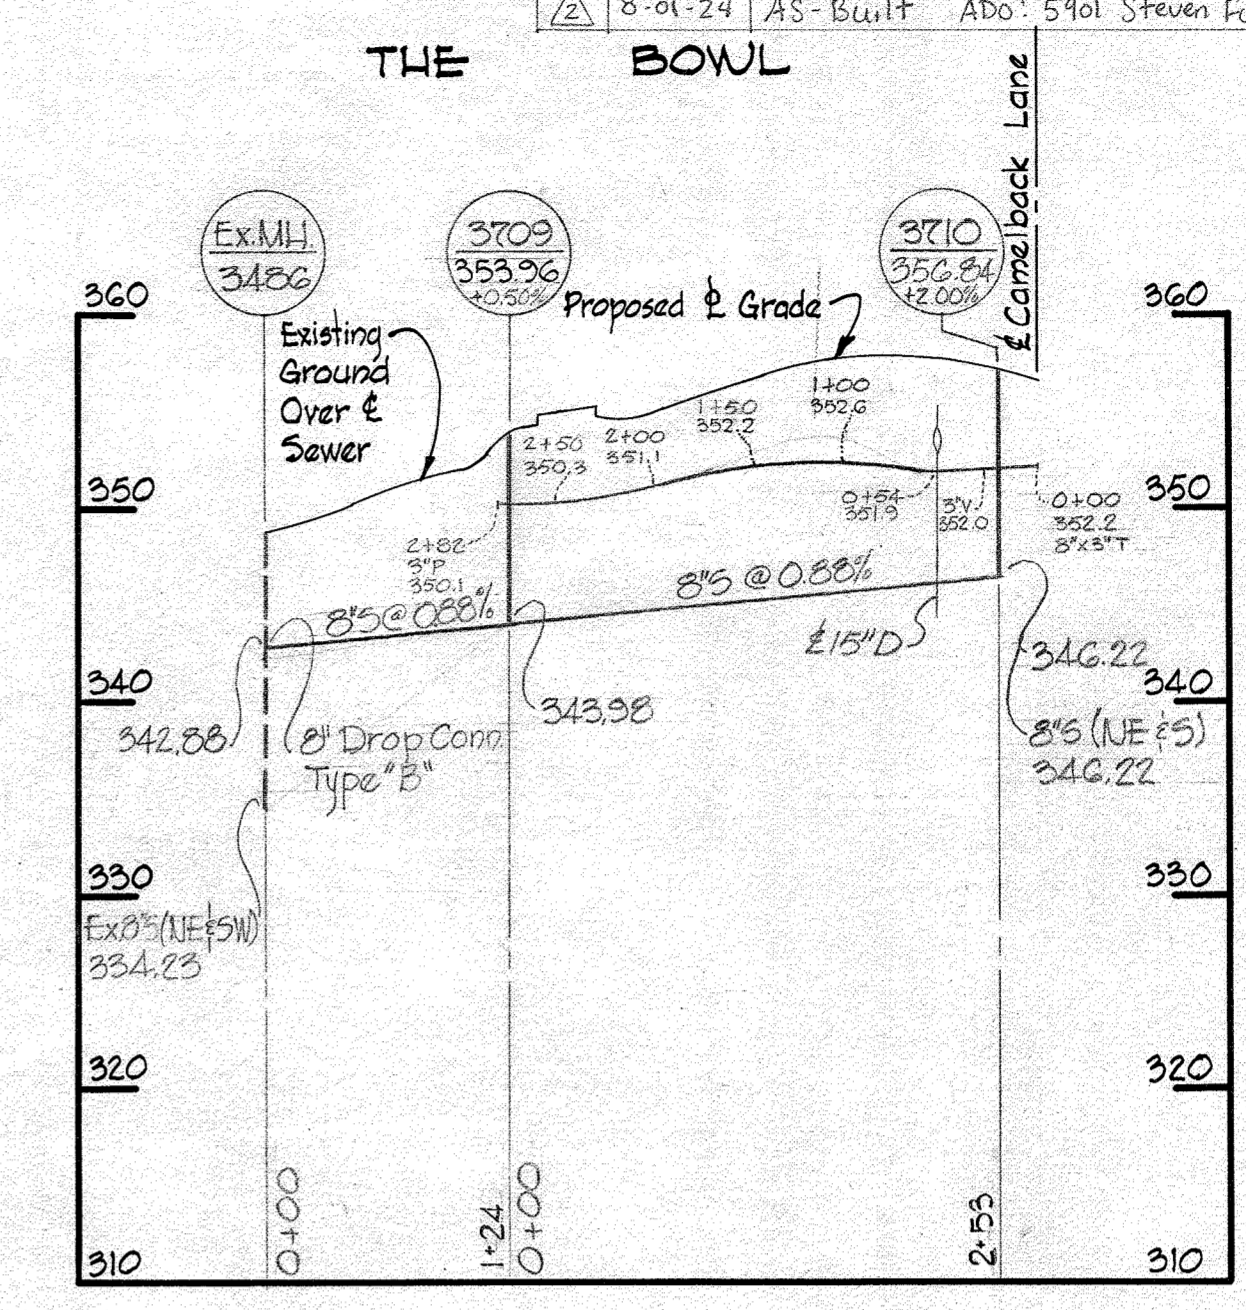 2 8-01-24 AS-Built ADO: 5901 Steven
THE BOWL
℄ Camelback Lane
Ex.MH.
3486
3709
353.96
+0.50%
3710
356.84
+2.00%
360
360
Existing
Ground
Over ℄
Sewer
Proposed ℄ Grade
1+00
352.6
1+50
352.2
2+00
351.1
2+50
350.3
350
350
0+54
351.9
3"V
352.0
0+00
352.2
8"x3"T
2+82
3"P
350.1
8"S @ 0.88%
8"S @ 0.88%
℄15"D
346.22
340
340
342.88
8" Drop Conn.
Type "B"
343.98
8"S (NE & S)
346.22
330
330
Ex8"S (NE & SW)
334.23
320
320
0+00
1+24
0+00
2+53
310
310